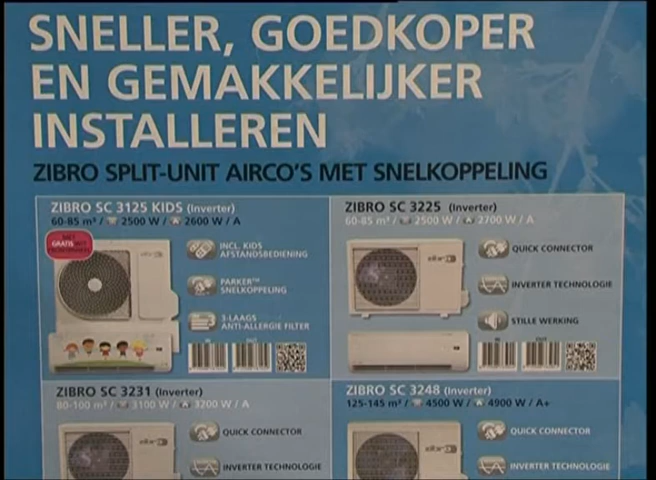 SNELLER, GOEDKOPER
EN GEMAKKELIJKER
INSTALLEREN
ZIBRO SPLIT-UNIT AIRCO'S MET SNELKOPPELING
ZIBRO SC 3125 KIDS (Inverter)
60-85 m³ / 2500 W / 2600 W / A
GRATIS
INCL. KIDS
AFSTANDSBEDIENING
PARKER™
SNELKOPPELING
3-LAAGS
ANTI-ALLERGIE FILTER
ZIBRO SC 3225 (Inverter)
60-85 m³ / 2500 W / 2700 W / A
QUICK CONNECTOR
INVERTER TECHNOLOGIE
STILLE WERKING
ZIBRO SC 3231 (Inverter)
80-100 m³ / 3100 W / 3200 W / A
QUICK CONNECTOR
INVERTER TECHNOLOGIE
ZIBRO SC 3248 (Inverter)
125-145 m³ / 4500 W / 4900 W / A+
QUICK CONNECTOR
INVERTER TECHNOLOGIE